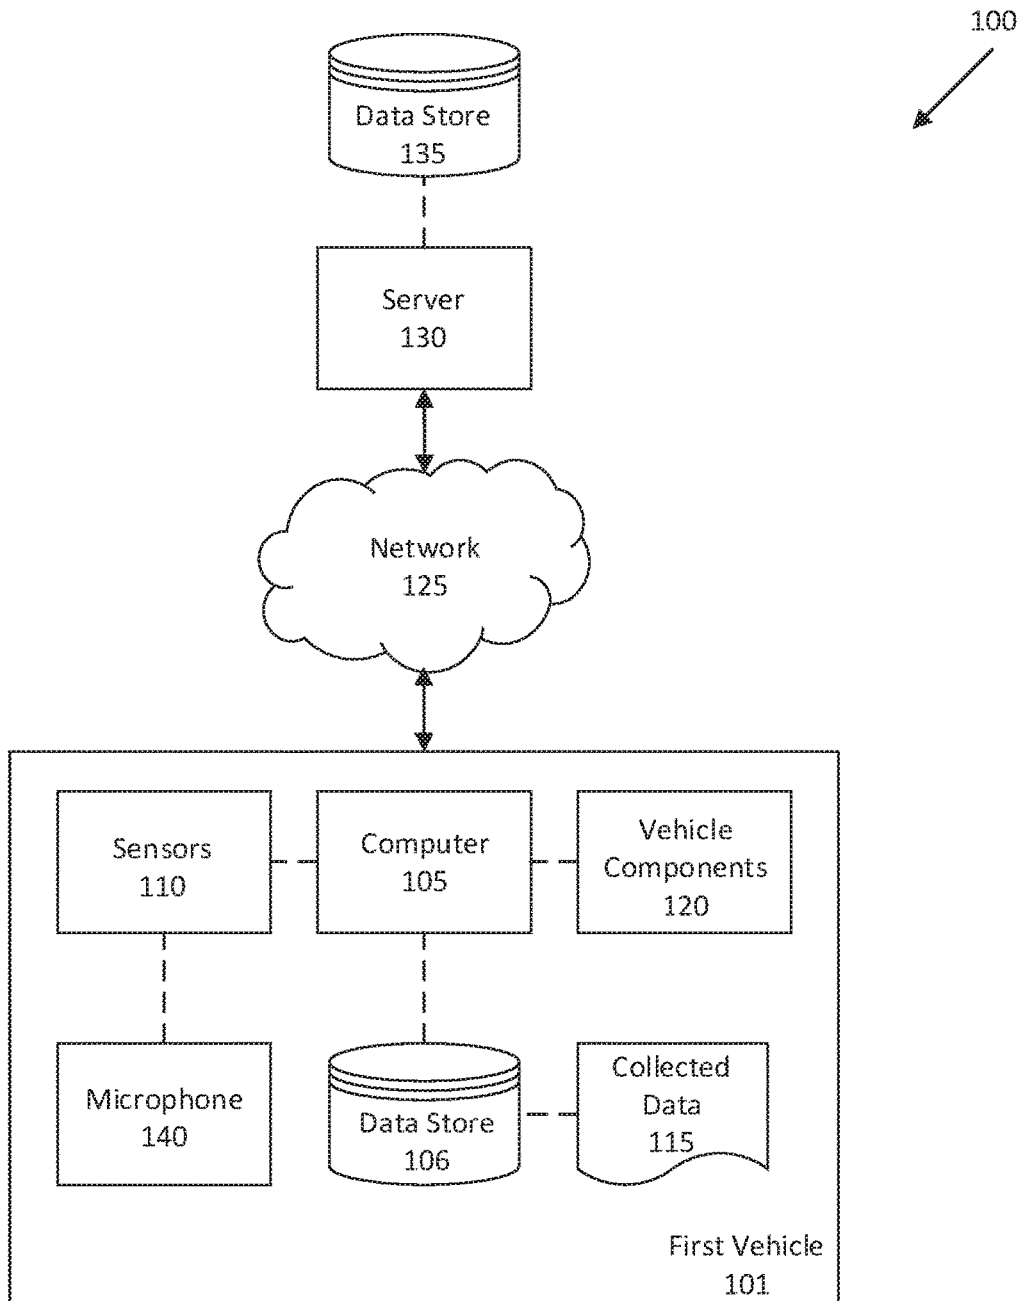 100
Data Store
135
Server
130
Network
125
Sensors
110
Computer
105
Vehicle
Components
120
Microphone
140
Data Store
106
Collected
Data
115
First Vehicle
101